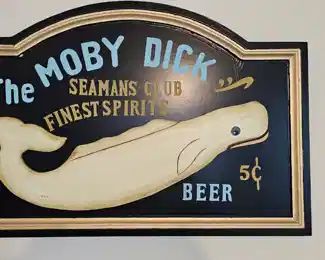 The MOBY DICK
SEAMANS CLUB
FINEST SPIRITS
BEER 5¢